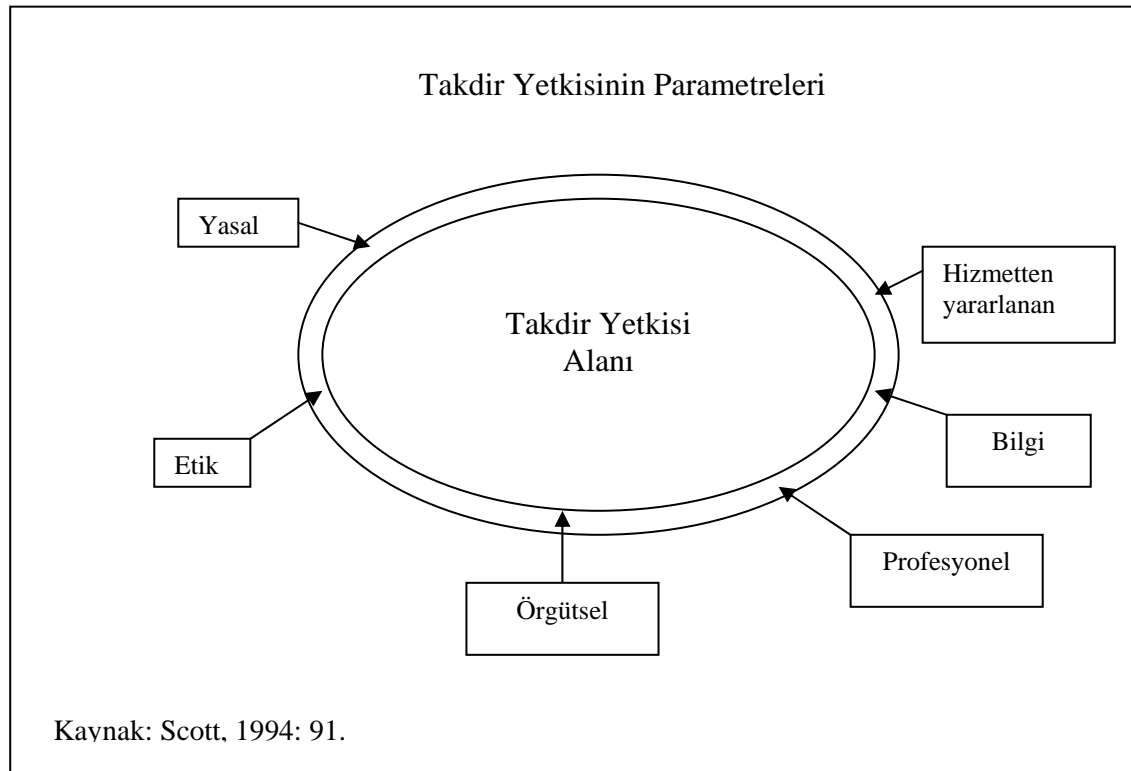 Takdir Yetkisinin Parametreleri
Yasal
Hizmetten
yararlanan
Takdir Yetkisi
Alanı
Etik
Bilgi
Profesyonel
Örgütsel
Kaynak: Scott, 1994: 91.